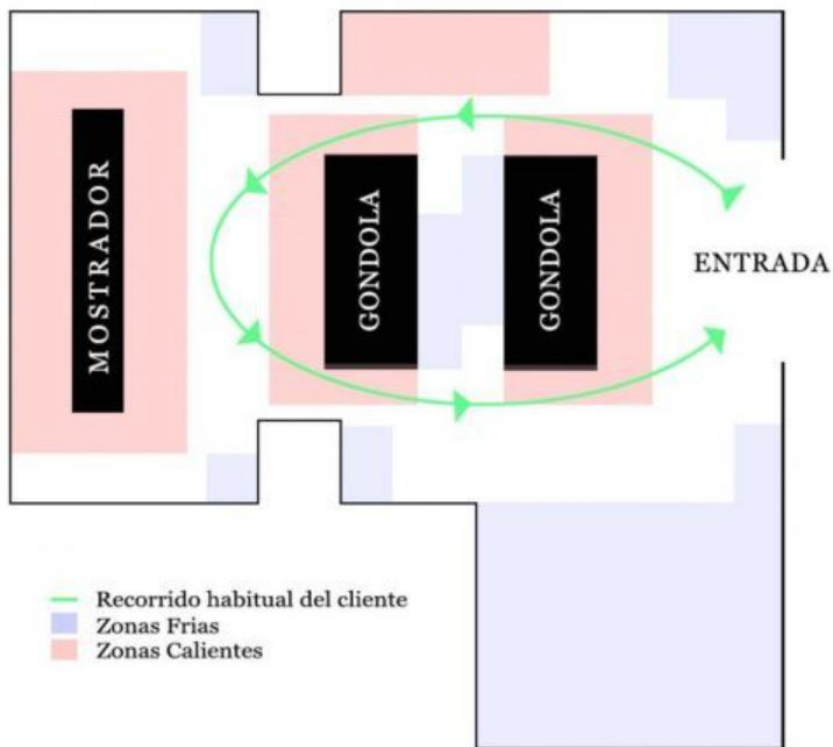 MOSTRADOR
GONDOLA
GONDOLA
ENTRADA
Recorrido habitual del cliente
Zonas Frias
Zonas Calientes